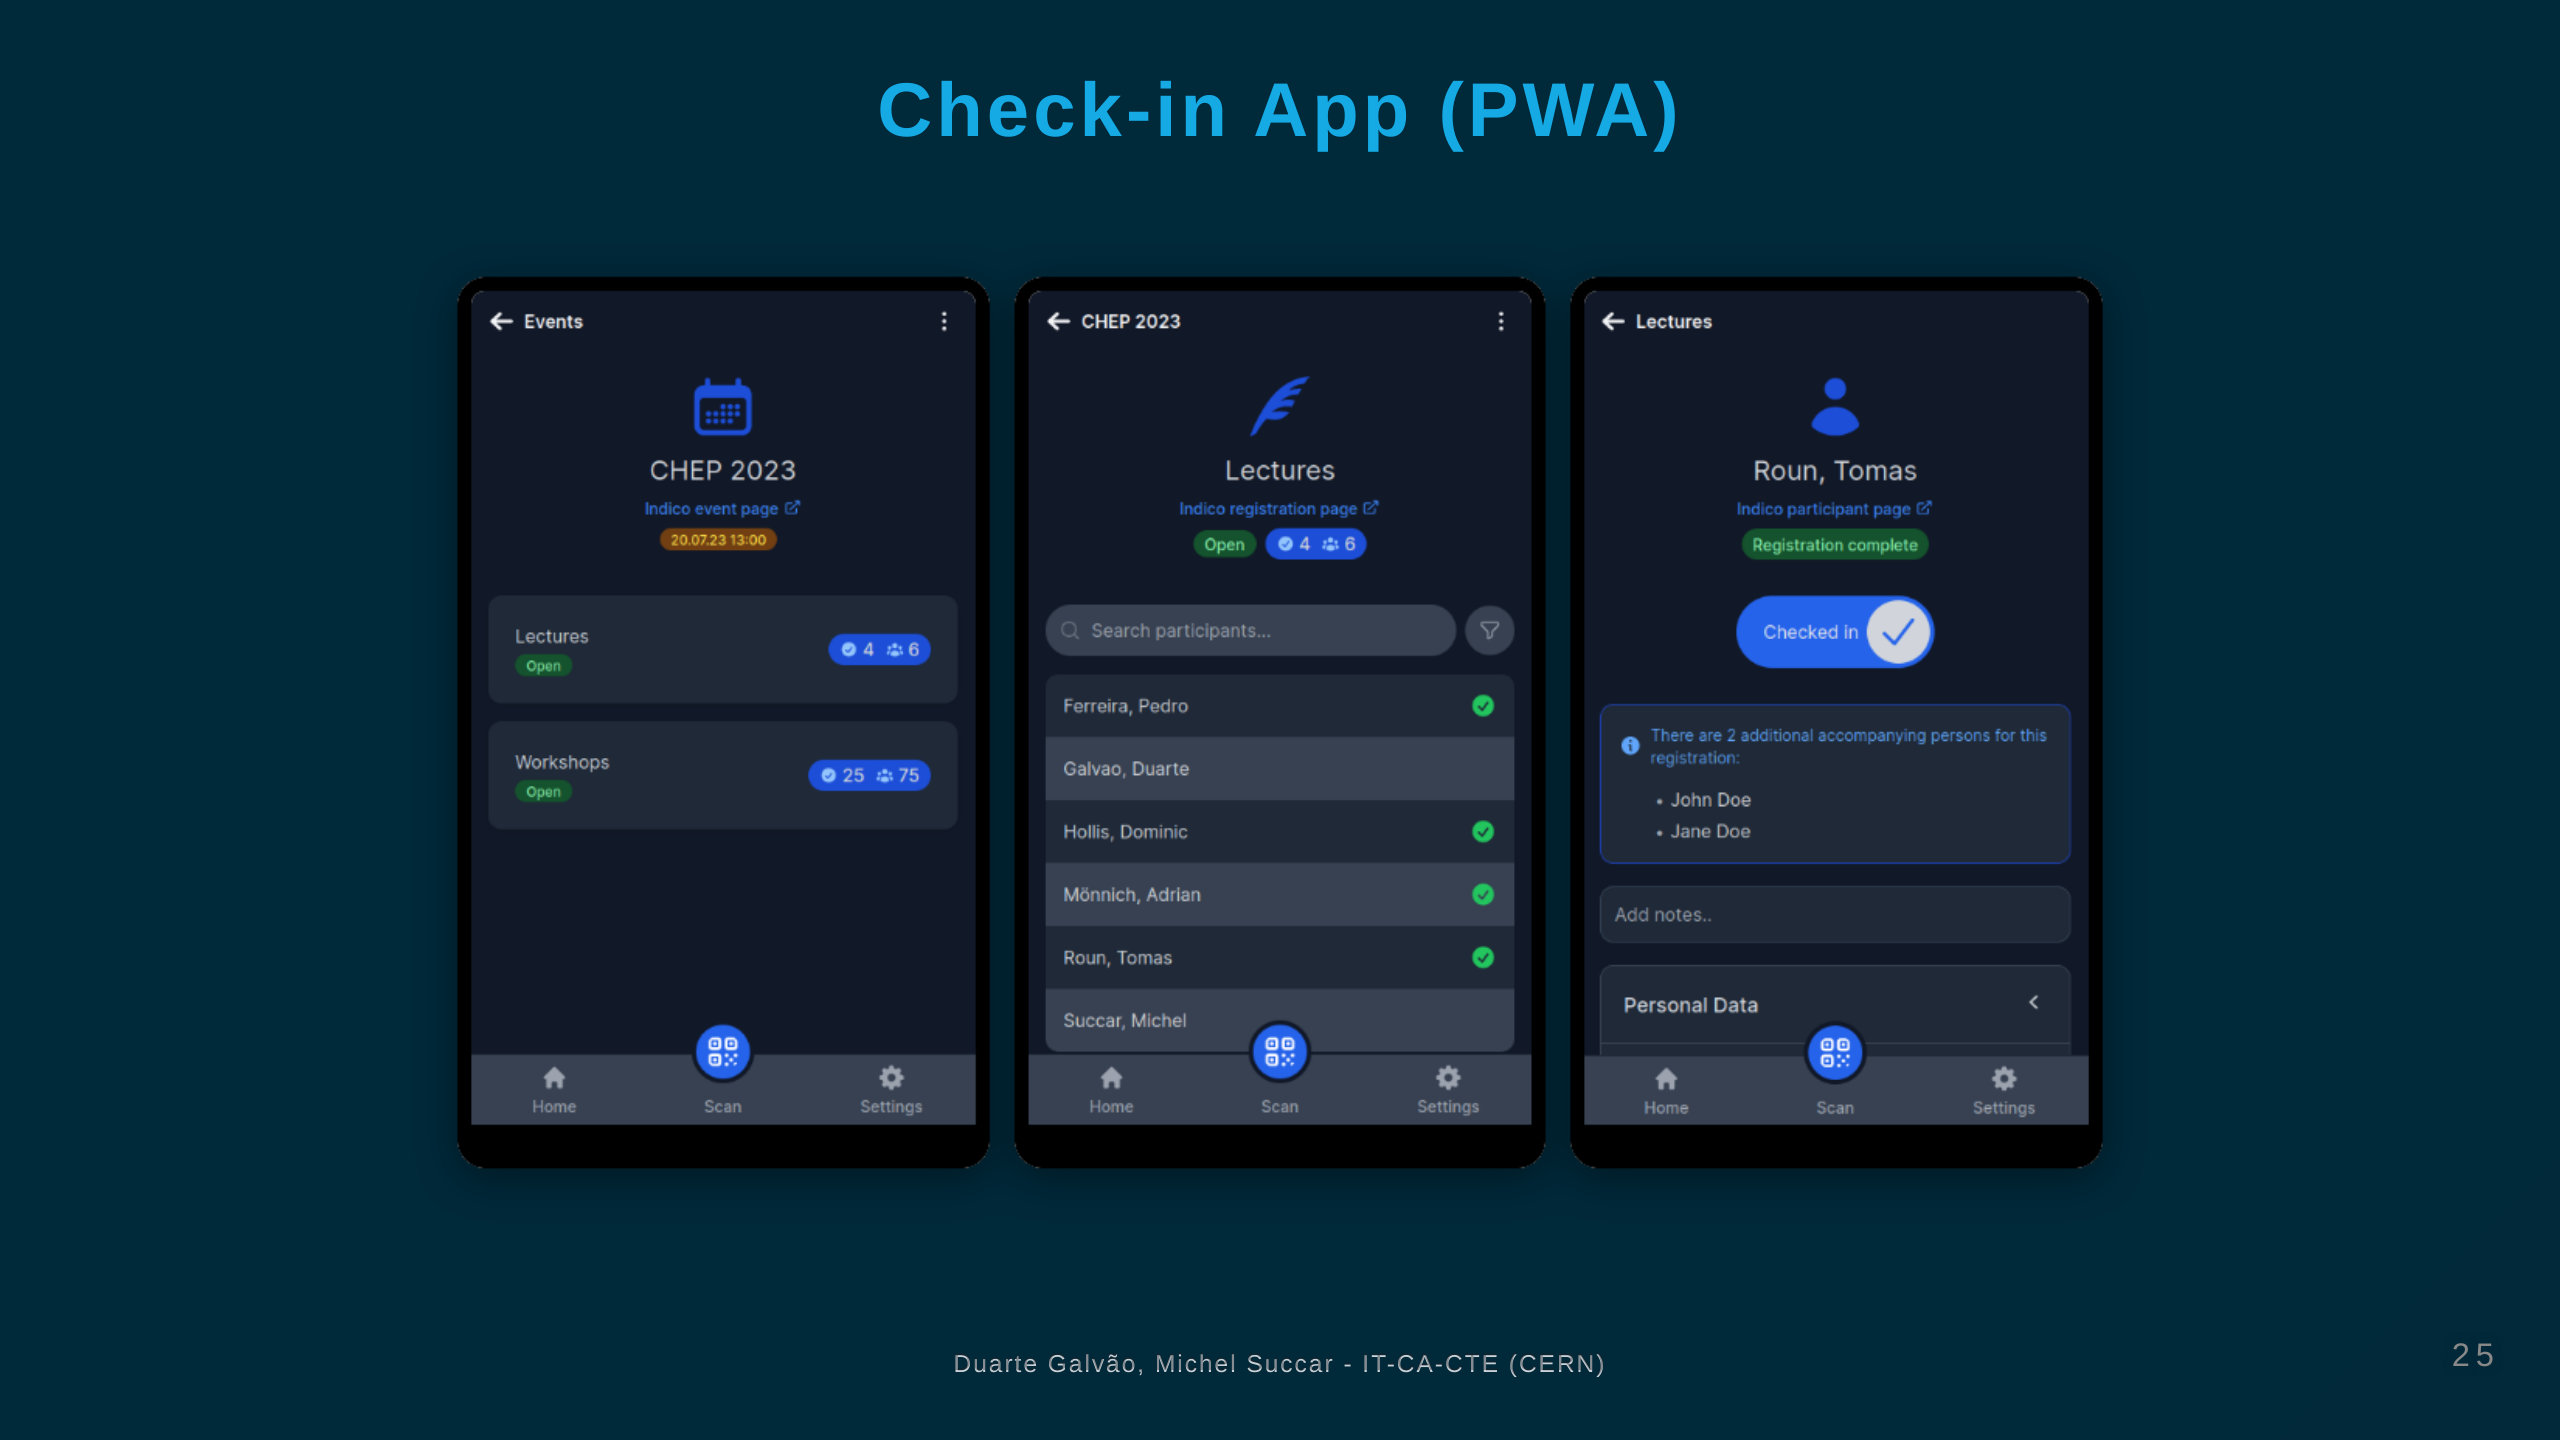 Check-in App (PWA)
Events
CHEP 2023
Indico event page
20.07.23 13:00
Lectures
Open
4 6
Workshops
Open
25 75
Home
Scan
Settings
CHEP 2023
Lectures
Indico registration page
Open 4 6
Search participants...
Ferreira, Pedro
Galvao, Duarte
Hollis, Dominic
Mönnich, Adrian
Roun, Tomas
Succar, Michel
Home
Scan
Settings
Lectures
Roun, Tomas
Indico participant page
Registration complete
Checked in
There are 2 additional accompanying persons for this
registration:
• John Doe
• Jane Doe
Add notes..
Personal Data
Home
Scan
Settings
Duarte Galvão, Michel Succar - IT-CA-CTE (CERN)
25